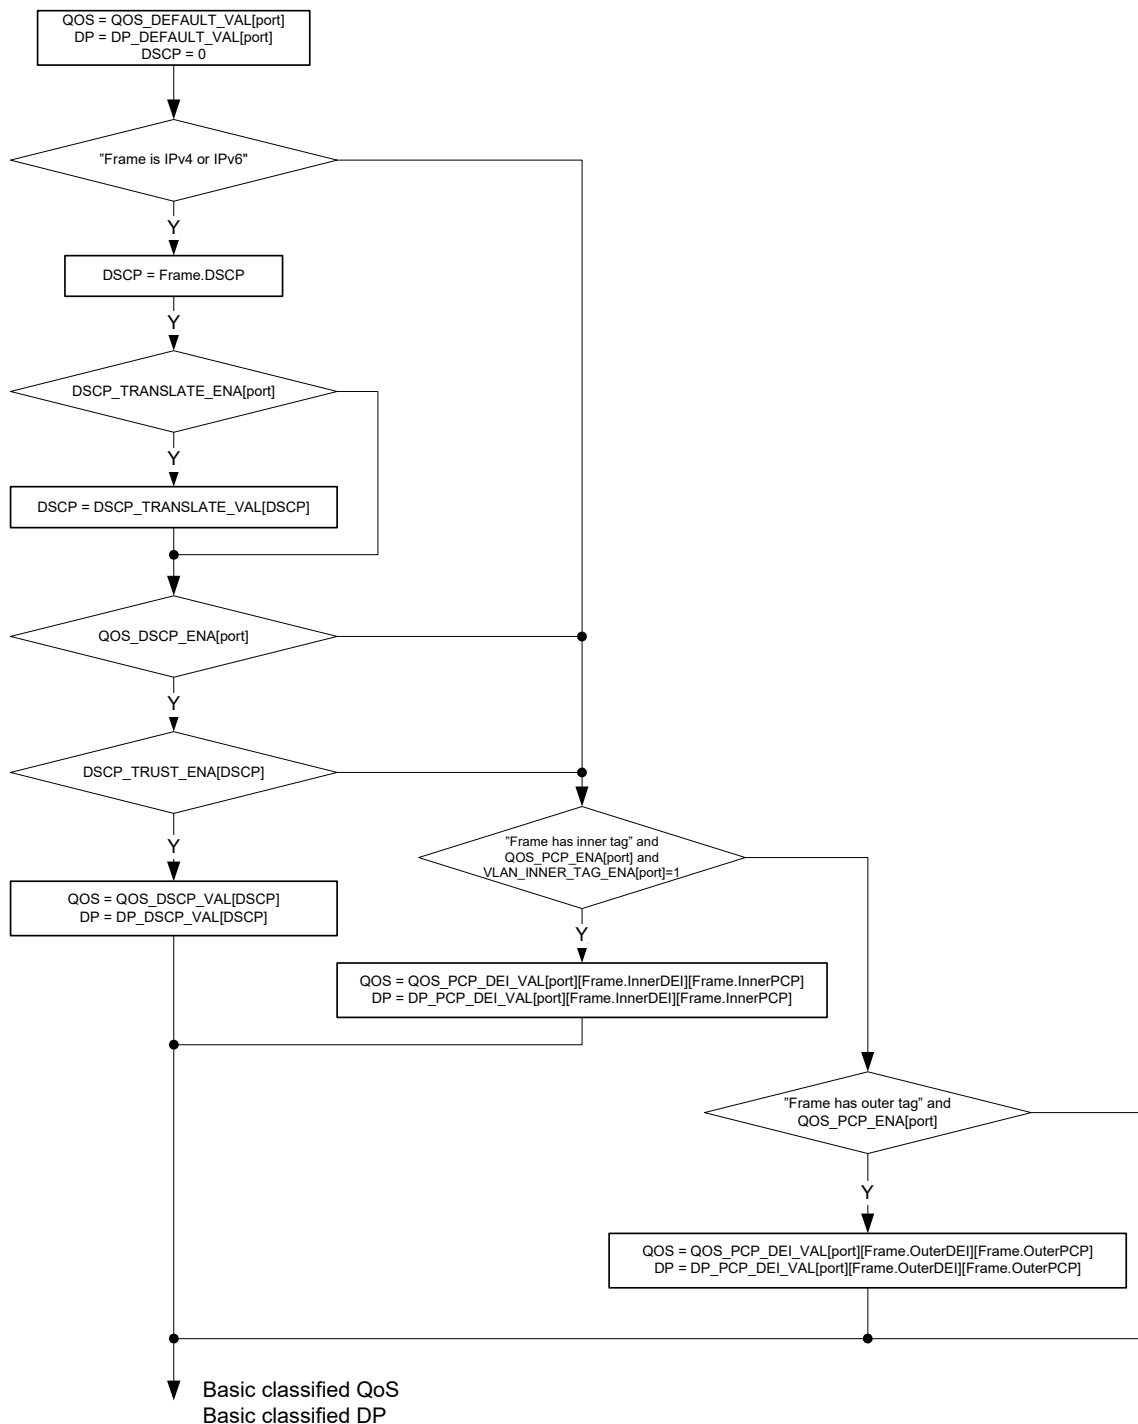 QOS = QOS_DEFAULT_VAL[port]
DP = DP_DEFAULT_VAL[port]
DSCP = 0
"Frame is IPv4 or IPv6"
Y
DSCP = Frame.DSCP
Y
DSCP_TRANSLATE_ENA[port]
Y
DSCP = DSCP_TRANSLATE_VAL[DSCP]
QOS_DSCP_ENA[port]
Y
DSCP_TRUST_ENA[DSCP]
Y
QOS = QOS_DSCP_VAL[DSCP]
DP = DP_DSCP_VAL[DSCP]
"Frame has inner tag" and
QOS_PCP_ENA[port] and
VLAN_INNER_TAG_ENA[port]=1
Y
QOS = QOS_PCP_DEI_VAL[port][Frame.InnerDEI][Frame.InnerPCP]
DP = DP_PCP_DEI_VAL[port][Frame.InnerDEI][Frame.InnerPCP]
"Frame has outer tag" and
QOS_PCP_ENA[port]
Y
QOS = QOS_PCP_DEI_VAL[port][Frame.OuterDEI][Frame.OuterPCP]
DP = DP_PCP_DEI_VAL[port][Frame.OuterDEI][Frame.OuterPCP]
Basic classified QoS
Basic classified DP